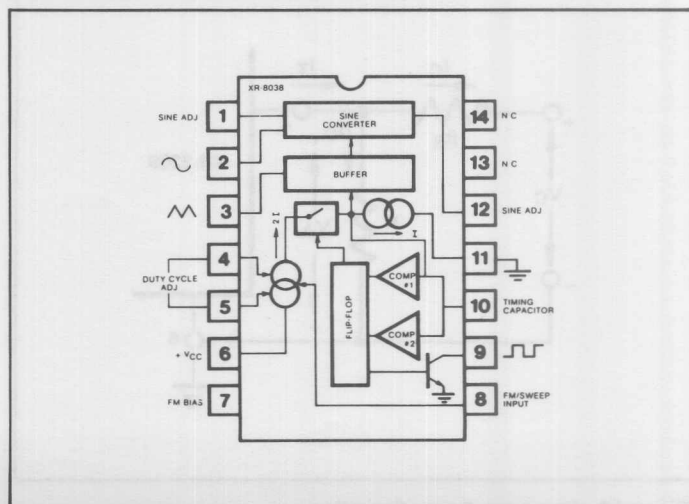 XR-8038
SINE ADJ
1
SINE
CONVERTER
14
N C
2
13
N C
BUFFER
3
12
SINE ADJ
2 I
I
4
11
DUTY CYCLE
ADJ
5
FLIP-FLOP
COMP
#1
10
TIMING
CAPACITOR
COMP
#2
+ VCC
6
9
FM BIAS
7
8
FM/SWEEP
INPUT